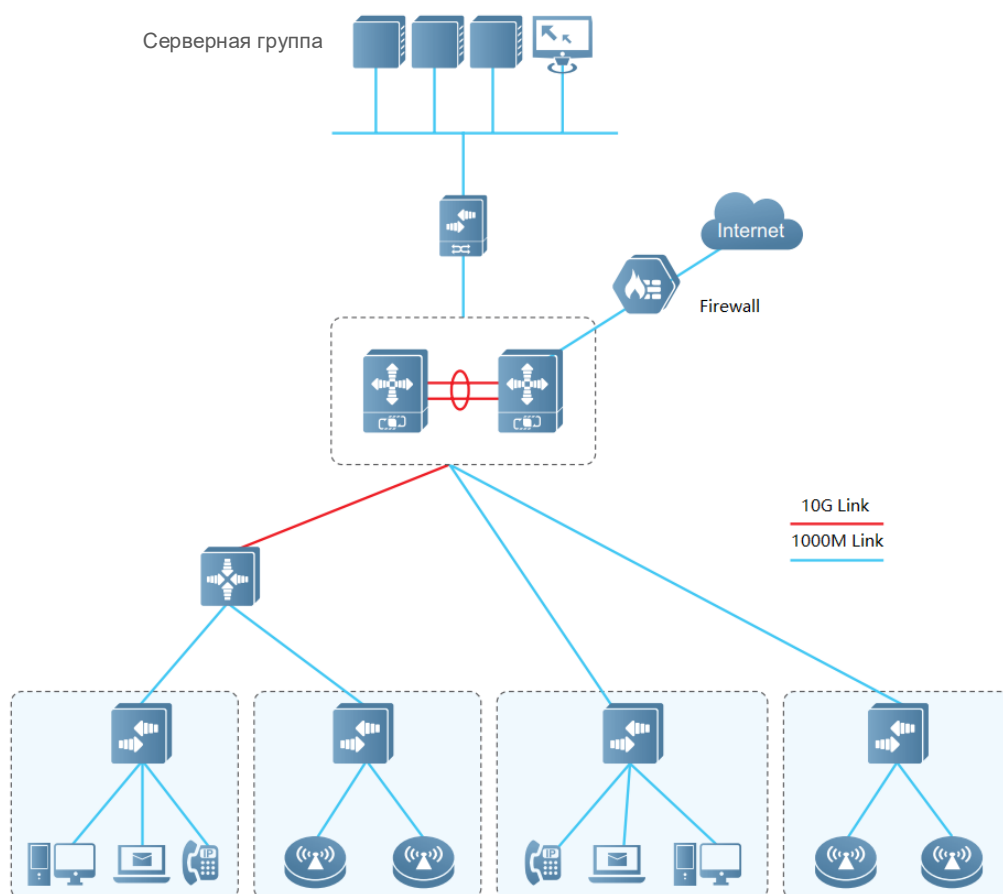 Серверная группа
Internet
Firewall
10G Link
1000M Link
IP
IP